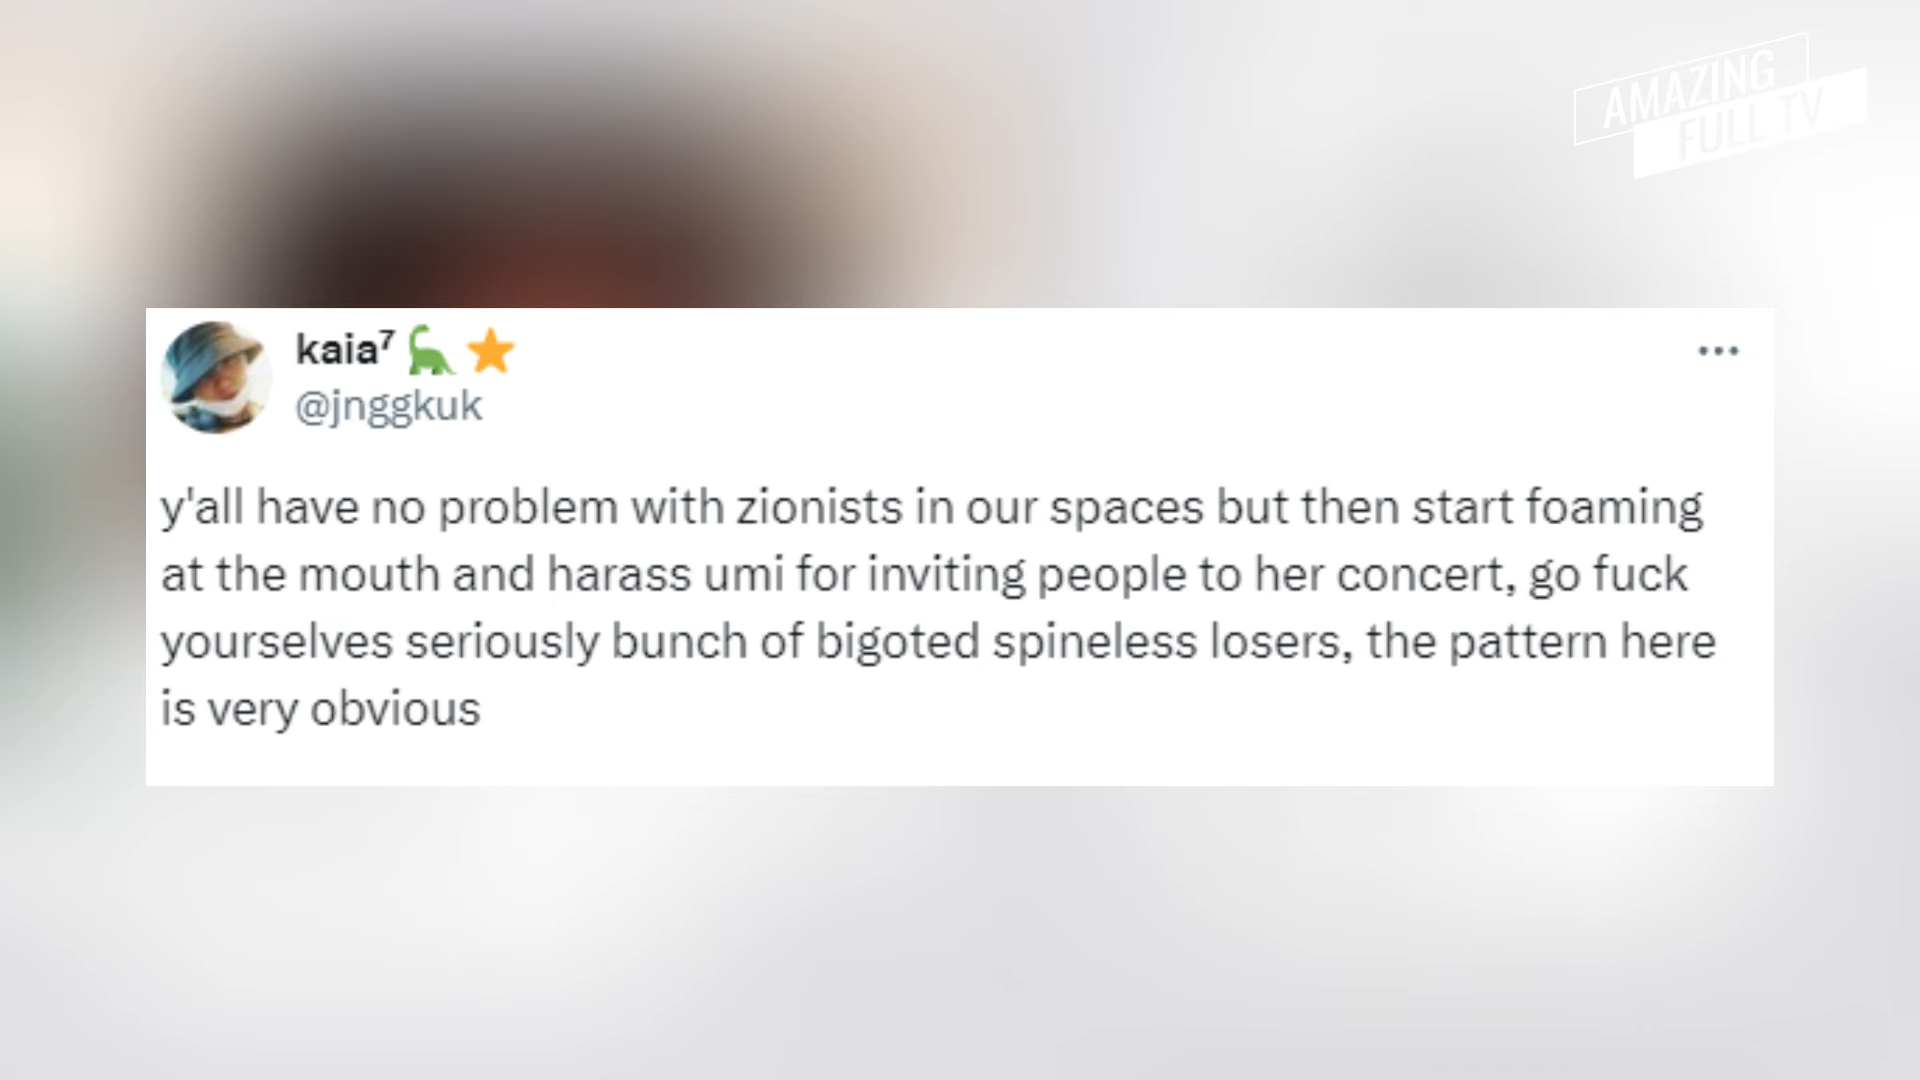 AMAZING
FULL TV
kaia⁷ 🦕 ⭐
@jnggkuk
y'all have no problem with zionists in our spaces but then start foaming
at the mouth and harass umi for inviting people to her concert, go fuck
yourselves seriously bunch of bigoted spineless losers, the pattern here
is very obvious